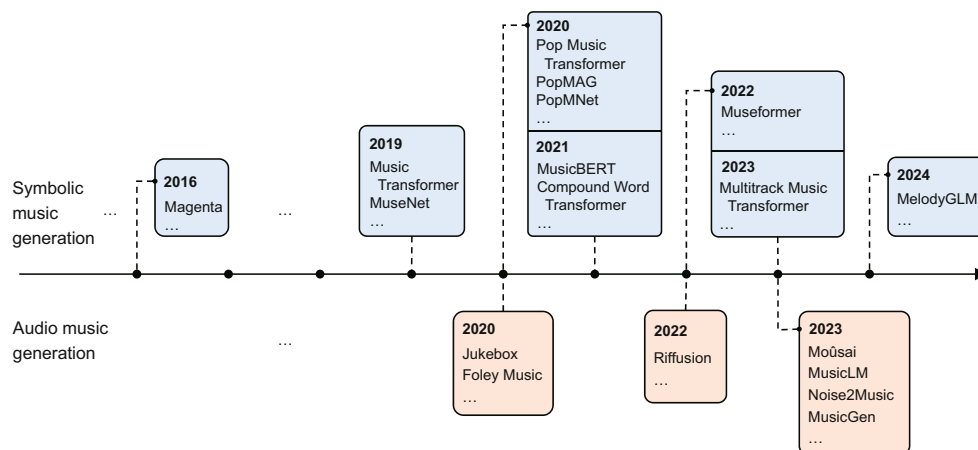 Symbolic
music
generation
…
2016
Magenta
…
…
2019
Music
Transformer
MuseNet
…
2020
Pop Music
Transformer
PopMAG
PopMNet
…
2021
MusicBERT
Compound Word
Transformer
…
2022
Museformer
…
2023
Multitrack Music
Transformer
…
2024
MelodyGLM
…
Audio music
generation
…
2020
Jukebox
Foley Music
…
2022
Riffusion
…
2023
Moûsai
MusicLM
Noise2Music
MusicGen
…